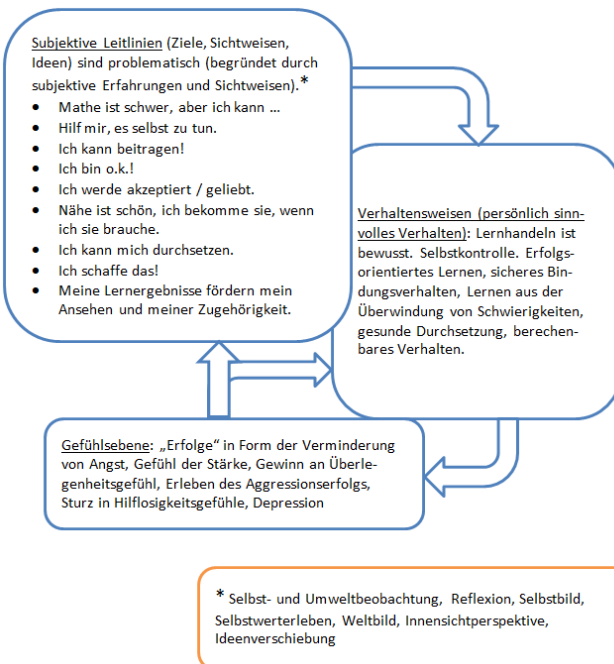 Subjektive Leitlinien (Ziele, Sichtweisen,
Ideen) sind problematisch (begründet durch
subjektive Erfahrungen und Sichtweisen).*
• Mathe ist schwer, aber ich kann ...
• Hilf mir, es selbst zu tun.
• Ich kann beitragen!
• Ich bin o.k.!
• Ich werde akzeptiert / geliebt.
• Nähe ist schön, ich bekomme sie, wenn
ich sie brauche.
• Ich kann mich durchsetzen.
• Ich schaffe das!
• Meine Lernergebnisse fördern mein
Ansehen und meiner Zugehörigkeit.
Verhaltensweisen (persönlich sinn-
volles Verhalten): Lernhandeln ist
bewusst. Selbstkontrolle. Erfolgs-
orientiertes Lernen, sicheres Bin-
dungsverhalten, Lernen aus der
Überwindung von Schwierigkeiten,
gesunde Durchsetzung, berechen-
bares Verhalten.
Gefühlsebene: „Erfolge" in Form der Verminderung
von Angst, Gefühl der Stärke, Gewinn an Überle-
genheitsgefühl, Erleben des Aggressionserfolgs,
Sturz in Hilflosigkeitsgefühle, Depression
* Selbst- und Umweltbeobachtung, Reflexion, Selbstbild,
Selbstwerterleben, Weltbild, Innensichtperspektive,
Ideenverschiebung